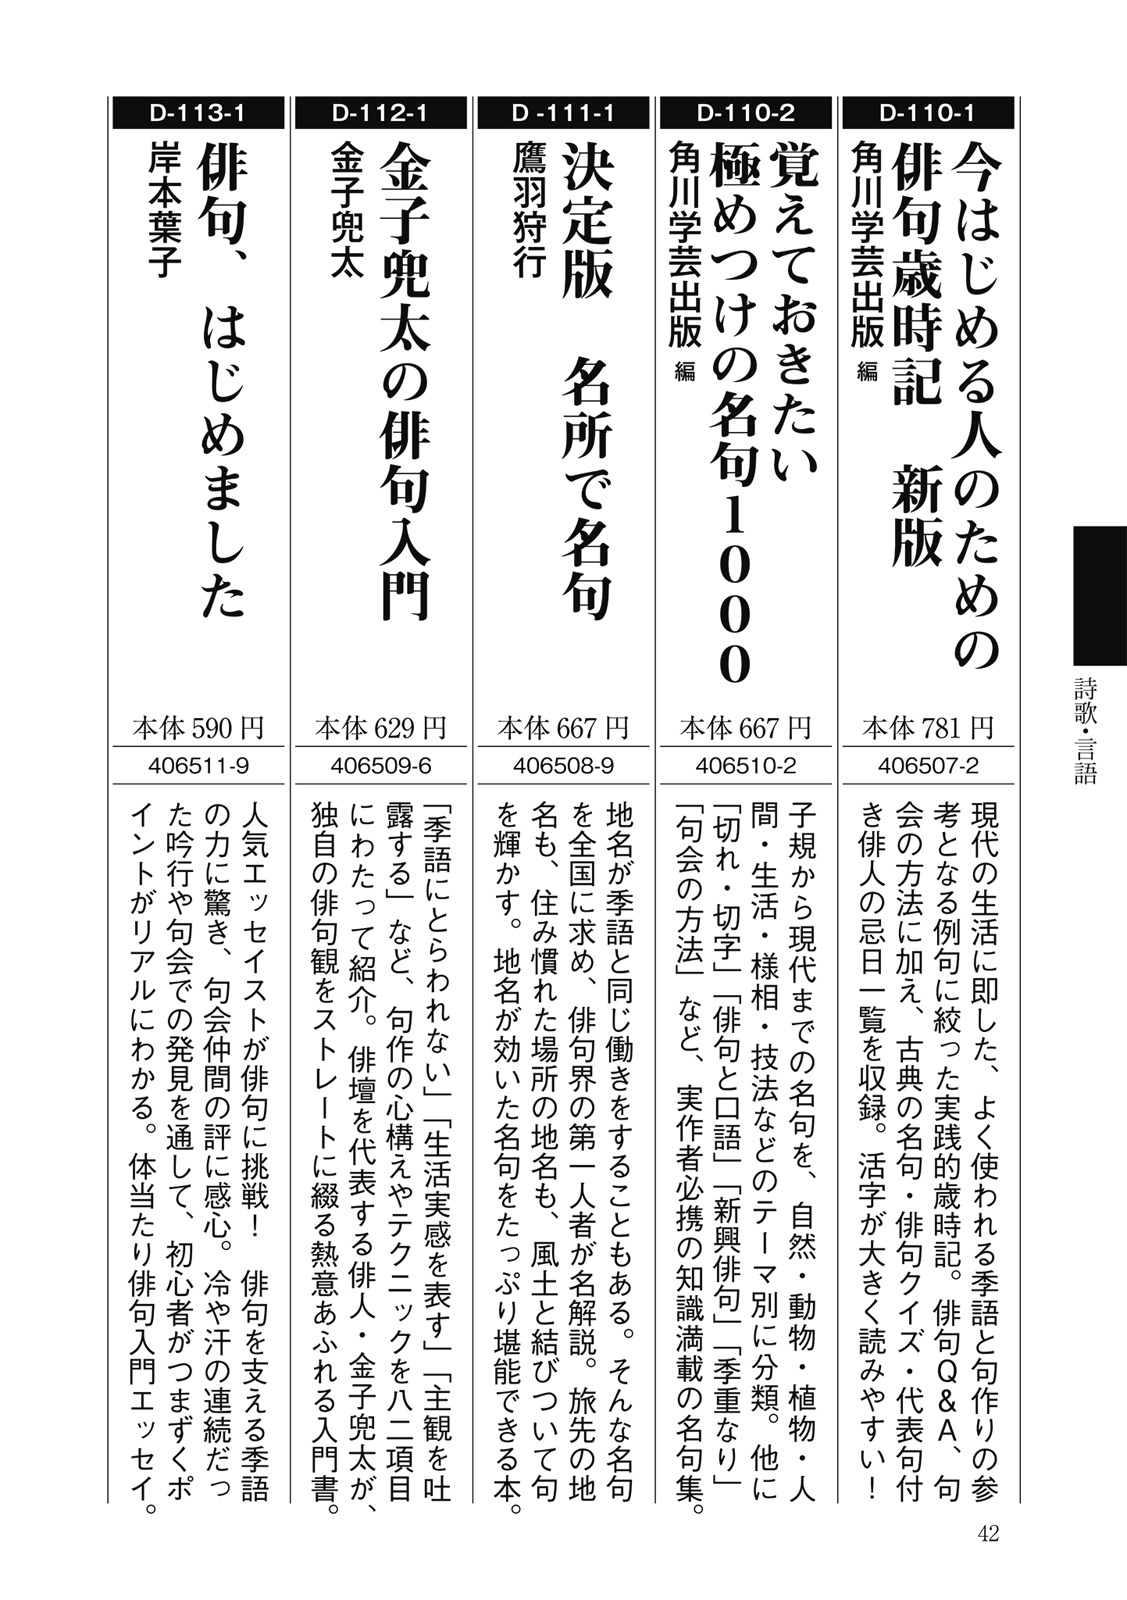 D-110-1
今はじめる人のための
俳句歳時記　新版
角川学芸出版 編
本体781円
406507-2
現代の生活に即した、よく使われる季語と句作りの参
考となる例句に絞った実践的歳時記。俳句Q&A、句
会の方法に加え、古典の名句・俳句クイズ・代表句付
き俳人の忌日一覧を収録。活字が大きく読みやすい！
D-110-2
覚えておきたい
極めつけの名句1000
角川学芸出版 編
本体667円
406510-2
子規から現代までの名句を、自然・動物・植物・人
間・生活・様相・技法などのテーマ別に分類。他に
「切れ・切字」「俳句と口語」「新興俳句」「季重なり」
「句会の方法」など、実作者必携の知識満載の名句集。
D-111-1
決定版　名所で名句
鷹羽狩行
本体667円
406508-9
地名が季語と同じ働きをすることもある。そんな名句
を全国に求め、俳句界の第一人者が名解説。旅先の地
名も、住み慣れた場所の地名も、風土と結びついて句
を輝かす。地名が効いた名句をたっぷり堪能できる本。
D-112-1
金子兜太の俳句入門
金子兜太
本体629円
406509-6
「季語にとらわれない」「生活実感を表す」「主観を吐
露する」など、句作の心構えやテクニックを八二項目
にわたって紹介。俳壇を代表する俳人・金子兜太が、
独自の俳句観をストレートに綴る熱意あふれる入門書。
D-113-1
俳句、はじめました
岸本葉子
本体590円
406511-9
人気エッセイストが俳句に挑戦！　俳句を支える季語
の力に驚き、句会仲間の評に感心。冷や汗の連続だっ
た吟行や句会での発見を通して、初心者がつまずくポ
イントがリアルにわかる。体当たり俳句入門エッセイ。
詩歌・言語
42